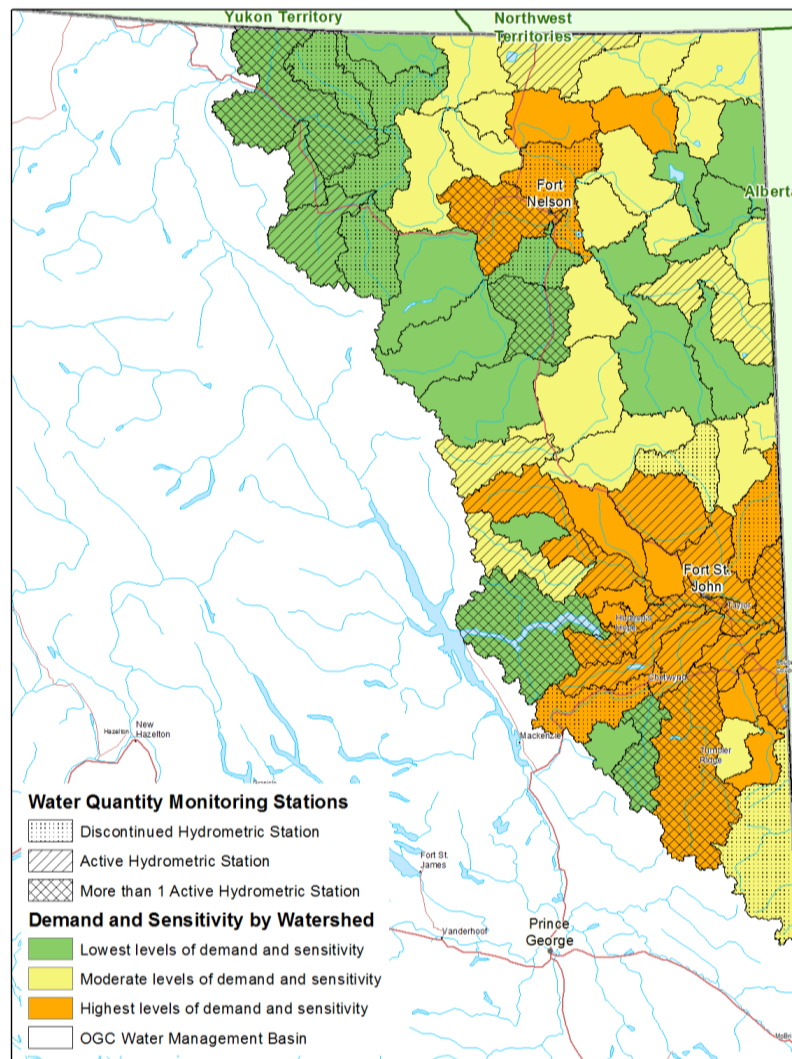 Yukon Territory
Northwest
Territories
Alberta
Fort
Nelson
Fort St.
John
Taylor
Chetwynd
Tumbler
Ridge
Mackenzie
Hazelton
New
Hazelton
Water Quantity Monitoring Stations
Discontinued Hydrometric Station
Active Hydrometric Station
More than 1 Active Hydrometric Station
Demand and Sensitivity by Watershed
Lowest levels of demand and sensitivity
Moderate levels of demand and sensitivity
Highest levels of demand and sensitivity
OGC Water Management Basin
Fort St.
James
Vanderhoof
Prince
George